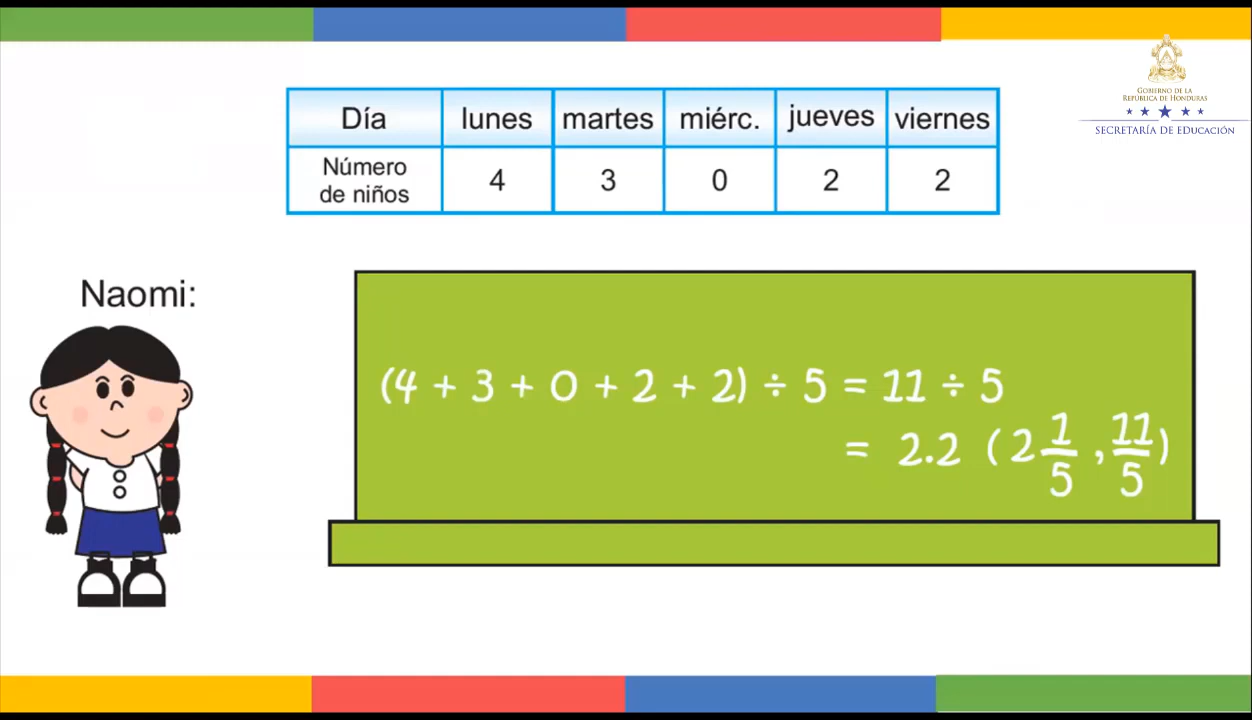 GOBIERNO DE LA
REPÚBLICA DE HONDURAS
SECRETARÍA DE EDUCACIÓN
Día lunes martes miérc. jueves viernes
Número de niños 4 3 0 2 2
Naomi:
(4 + 3 + 0 + 2 + 2) ÷ 5 = 11 ÷ 5
= 2.2 (2 1/5 , 11/5)